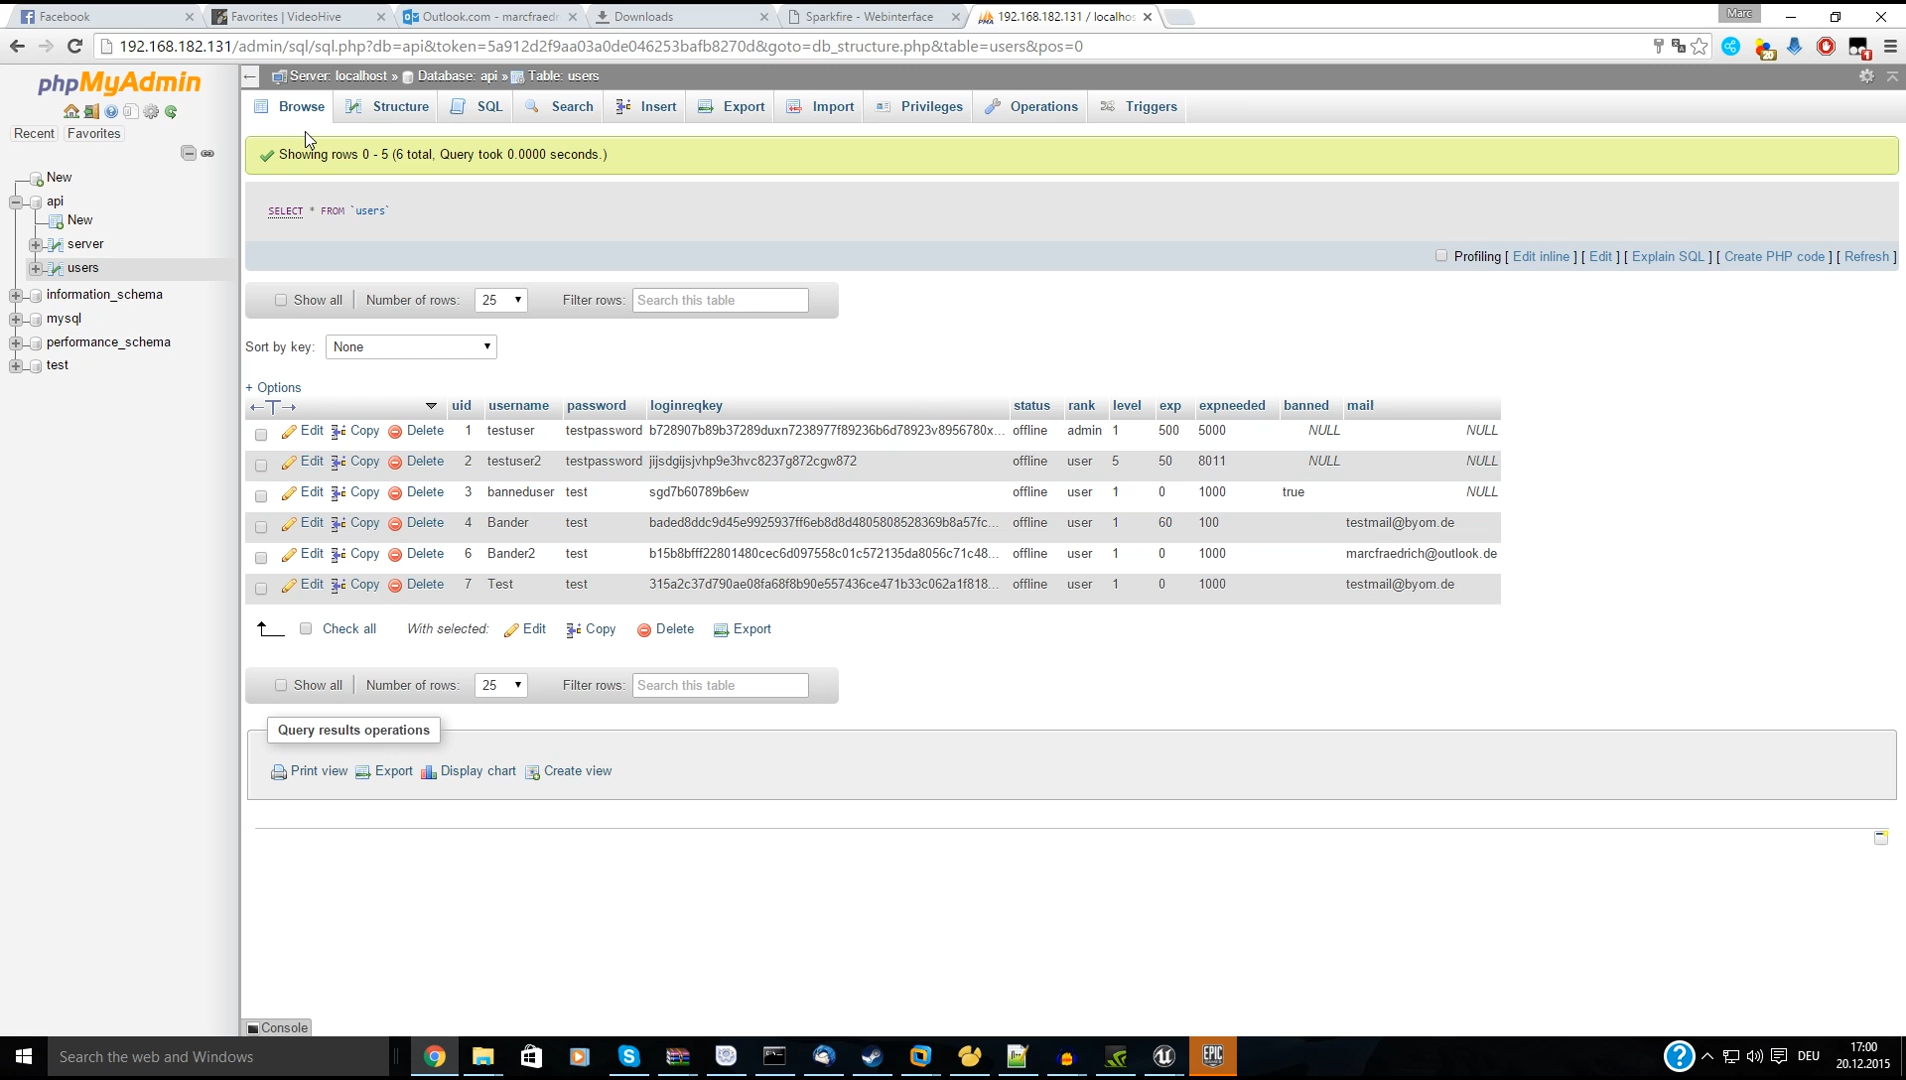 Facebook
Favorites | VideoHive
Outlook.com - marcfraedr
Downloads
Sparkfire - Webinterface
192.168.182.131 / localhos
Marc
192.168.182.131/admin/sql/sql.php?db=api&token=5a912d2f9aa03a0de046253bafb8270d&goto=db_structure.php&table=users&pos=0
phpMyAdmin
Recent Favorites
New
api
New
server
users
information_schema
mysql
performance_schema
test
Server: localhost » Database: api » Table: users
Browse Structure SQL Search Insert Export Import Privileges Operations Triggers
Showing rows 0 - 5 (6 total, Query took 0.0000 seconds.)
SELECT * FROM `users`
Profiling [ Edit inline ] [ Edit ] [ Explain SQL ] [ Create PHP code ] [ Refresh ]
Show all Number of rows: 25 Filter rows: Search this table
Sort by key: None
+ Options
uid username password loginreqkey status rank level exp expneeded banned mail
Edit Copy Delete 1 testuser testpassword b728907b89b37289duxn7238977f89236b6d78923v8956780x... offline admin 1 500 5000 NULL NULL
Edit Copy Delete 2 testuser2 testpassword jijsdgijsjvhp9e3hvc8237g872cgw872 offline user 5 50 8011 NULL NULL
Edit Copy Delete 3 banneduser test sgd7b60789b6ew offline user 1 0 1000 true NULL
Edit Copy Delete 4 Bander test baded8ddc9d45e9925937ff6eb8d8d4805808528369b8a57fc... offline user 1 60 100 testmail@byom.de
Edit Copy Delete 6 Bander2 test b15b8bfff22801480cec6d097558c01c572135da8056c71c48... offline user 1 0 1000 marcfraedrich@outlook.de
Edit Copy Delete 7 Test test 315a2c37d790ae08fa68f8b90e557436ce471b33c062a1f818... offline user 1 0 1000 testmail@byom.de
Check all With selected: Edit Copy Delete Export
Show all Number of rows: 25 Filter rows: Search this table
Query results operations
Print view Export Display chart Create view
Console
Search the web and Windows
EPIC
DEU
17:00
20.12.2015